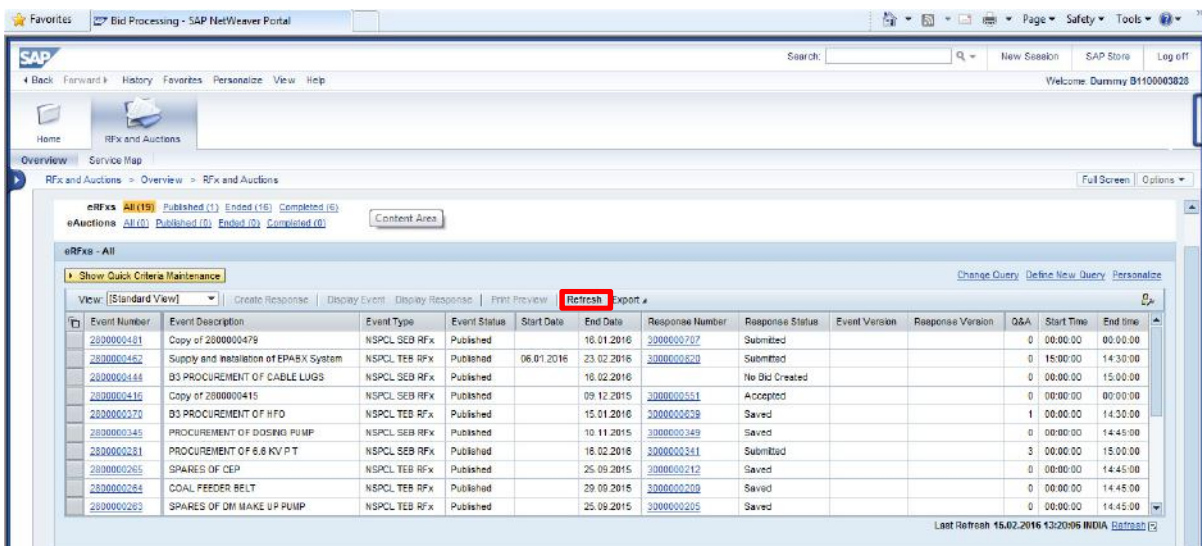 Favorites Bid Processing - SAP NetWeaver Portal Page Safety Tools
SAP Search: New Session SAP Store Log off
Back Forward History Favorites Personalize View Help Welcome: Dummy B1100003828
Home RFx and Auctions
Overview Service Map
RFx and Auctions > Overview > RFx and Auctions Full Screen Options
eRFxs All (19) Published (1) Ended (16) Completed (6)
eAuctions All (0) Published (0) Ended (0) Completed (0)
Content Area
eRFxs - All
Show Quick Criteria Maintenance Change Query Define New Query Personalize
View: [Standard View] Create Response Display Event Display Response Print Preview Refresh Export
Event Number Event Description Event Type Event Status Start Date End Date Response Number Response Status Event Version Response Version Q&A Start Time End time
2800000481 Copy of 2800000479 NSPCL SEB RFx Published 16.01.2016 3000000707 Submitted 0 00:00:00 00:00:00
2800000462 Supply and Installation of EPABX System NSPCL SEB RFx Published 06.01.2016 23.02.2016 3000000620 Submitted 0 15:00:00 14:30:00
2800000444 B3 PROCUREMENT OF CABLE LUGS NSPCL SEB RFx Published 16.02.2016 No Bid Created 0 00:00:00 15:00:00
2800000416 Copy of 2800000415 NSPCL SEB RFx Published 09.12.2015 3000000551 Accepted 0 00:00:00 00:00:00
2800000370 B3 PROCUREMENT OF HFO NSPCL TEB RFx Published 15.01.2016 3000000639 Saved 1 00:00:00 14:30:00
2800000345 PROCUREMENT OF DOSING PUMP NSPCL SEB RFx Published 10.11.2015 3000000349 Saved 0 00:00:00 14:45:00
2800000281 PROCUREMENT OF 6.6 KV P T NSPCL SEB RFx Published 16.02.2016 3000000341 Submitted 3 00:00:00 15:00:00
2800000265 SPARES OF CEP NSPCL TEB RFx Published 25.09.2015 3000000212 Saved 0 00:00:00 14:45:00
2800000264 COAL FEEDER BELT NSPCL TEB RFx Published 29.09.2015 3000000209 Saved 0 00:00:00 14:45:00
2800000263 SPARES OF DM MAKE UP PUMP NSPCL TEB RFx Published 25.09.2015 3000000205 Saved 0 00:00:00 14:45:00
Last Refresh 15.02.2016 13:20:06 INDIA Refresh